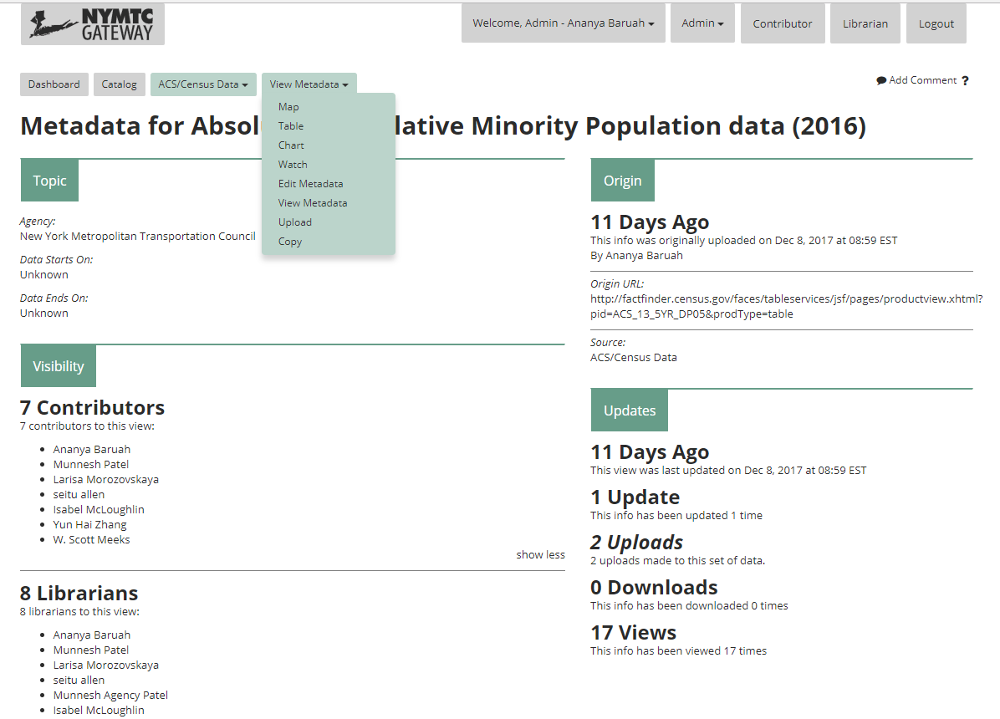 NYMTC
GATEWAY
Welcome, Admin - Ananya Baruah
Admin
Contributor
Librarian
Logout
Dashboard
Catalog
ACS/Census Data
View Metadata
Add Comment ?
Map
Table
Chart
Watch
Edit Metadata
View Metadata
Upload
Copy
Metadata for Absol lative Minority Population data (2016)
Topic
Agency:
New York Metropolitan Transportation Council
Data Starts On:
Unknown
Data Ends On:
Unknown
Visibility
7 Contributors
7 contributors to this view:
Ananya Baruah
Munnesh Patel
Larisa Morozovskaya
seitu allen
Isabel McLoughlin
Yun Hai Zhang
W. Scott Meeks
show less
8 Librarians
8 librarians to this view:
Ananya Baruah
Munnesh Patel
Larisa Morozovskaya
seitu allen
Munnesh Agency Patel
Isabel McLoughlin
Origin
11 Days Ago
This info was originally uploaded on Dec 8, 2017 at 08:59 EST
By Ananya Baruah
Origin URL:
http://factfinder.census.gov/faces/tableservices/jsf/pages/productview.xhtml?
pid=ACS_13_5YR_DP05&prodType=table
Source:
ACS/Census Data
Updates
11 Days Ago
This view was last updated on Dec 8, 2017 at 08:59 EST
1 Update
This info has been updated 1 time
2 Uploads
2 uploads made to this set of data.
0 Downloads
This info has been downloaded 0 times
17 Views
This info has been viewed 17 times